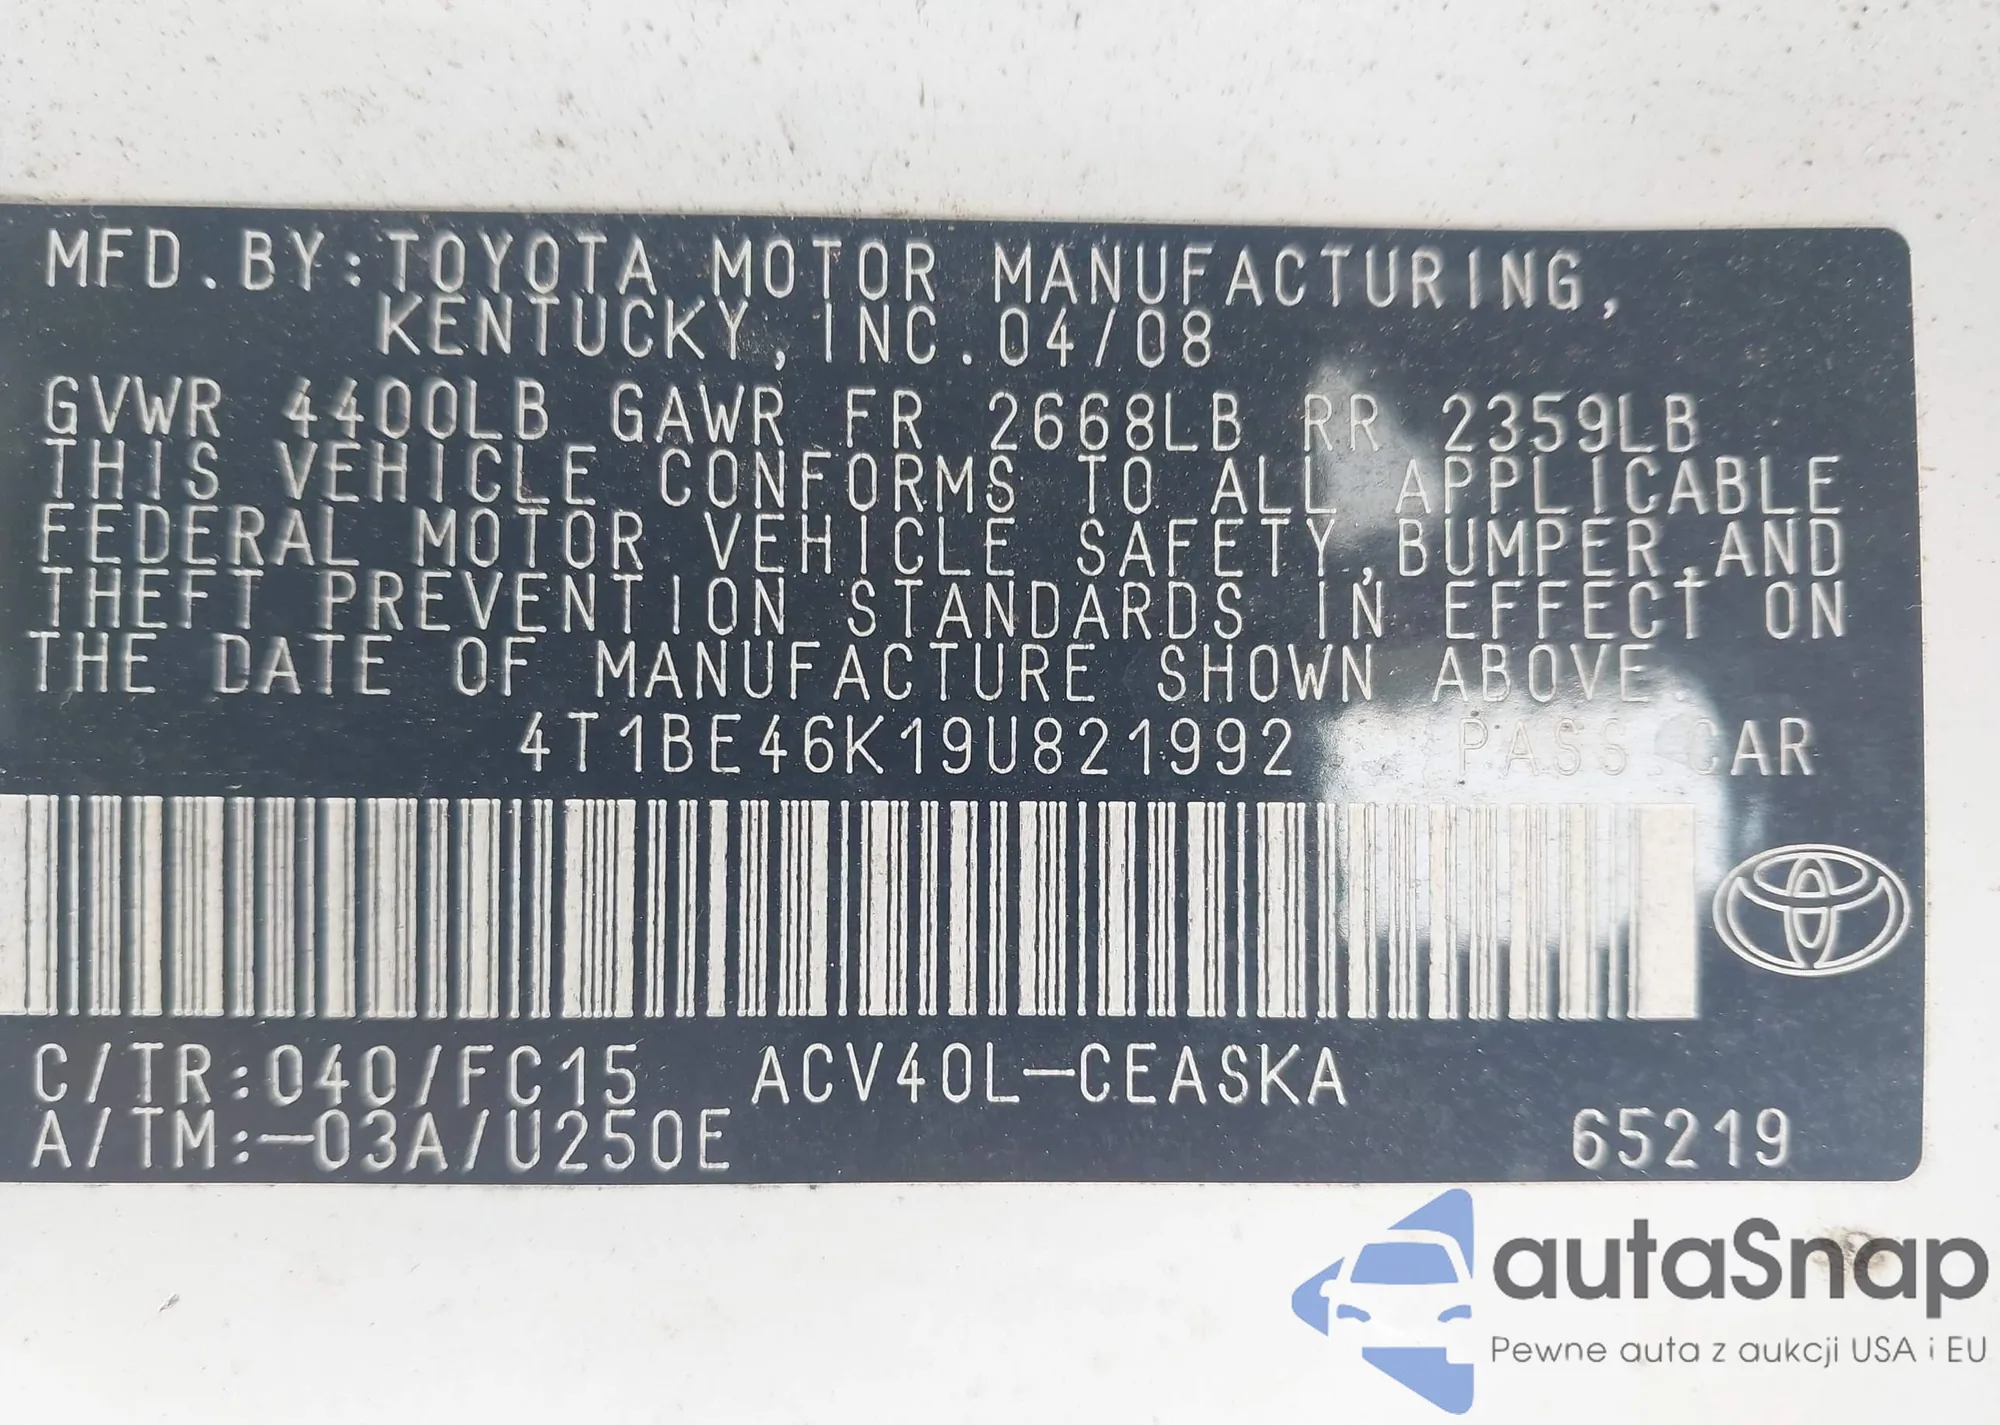 MFD.BY:TOYOTA MOTOR MANUFACTURING,
KENTUCKY, INC. 04/08
GVWR 4400LB GAWR FR 2668LB RR 2359LB
THIS VEHICLE CONFORMS TO ALL APPLICABLE
FEDERAL MOTOR VEHICLE SAFETY,BUMPER,AND
THEFT PREVENTION STANDARDS IN EFFECT ON
THE DATE OF MANUFACTURE SHOWN ABOVE
4T1BE46K19U821992 PASS.CAR
C/TR:040/FC15 ACV40L-CEASKA
A/TM:-03A/U250E 65219
autaSnap
Pewne auta z aukcji USA i EU